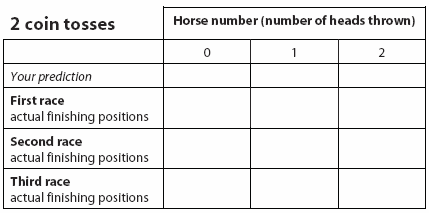 2 coin tosses
Horse number (number of heads thrown)
0 1 2
Your prediction
First race
actual finishing positions
Second race
actual finishing positions
Third race
actual finishing positions